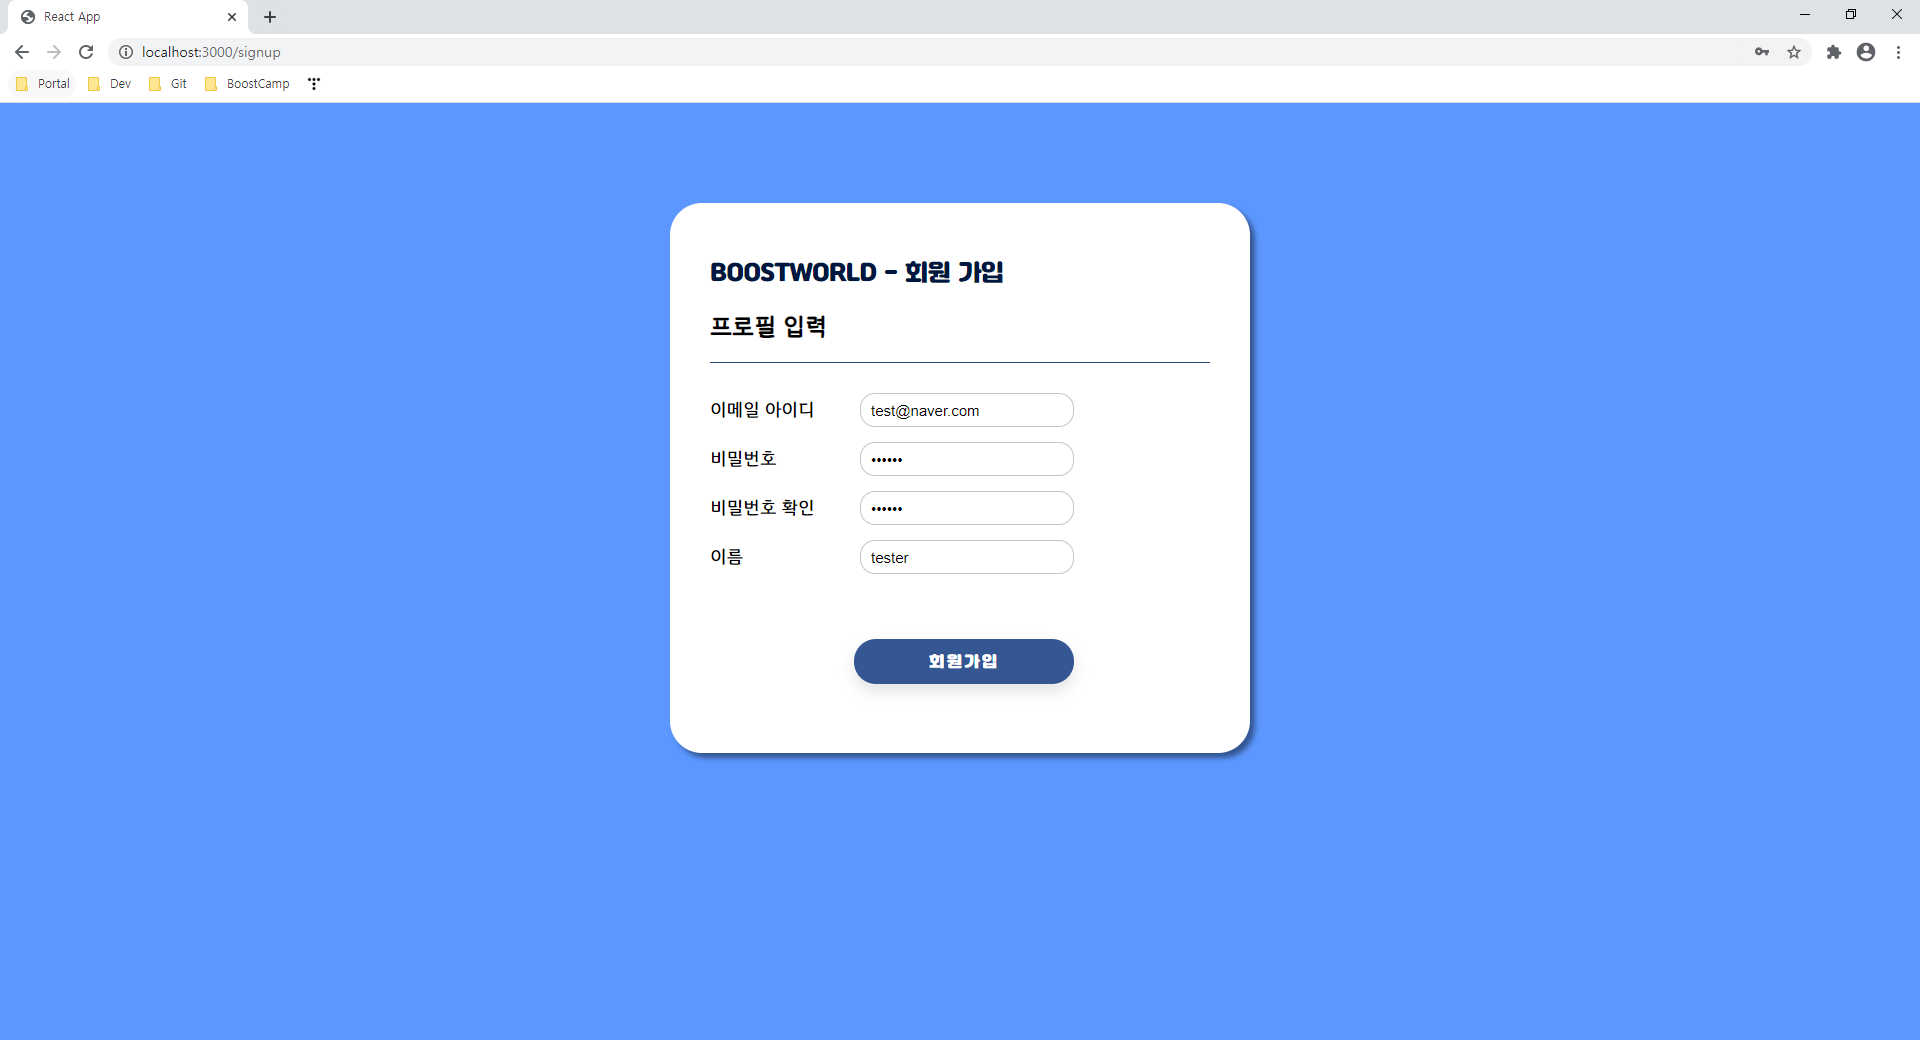 React App
localhost:3000/signup
Portal Dev Git BoostCamp
BOOSTWORLD - 회원 가입
프로필 입력
이메일 아이디 test@naver.com
비밀번호 ••••••
비밀번호 확인 ••••••
이름 tester
회원가입